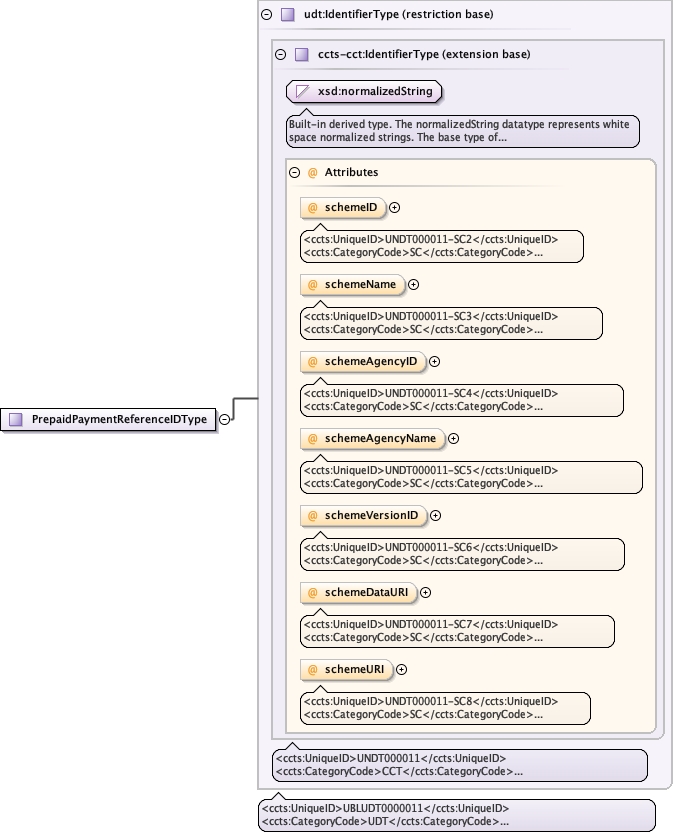 udt:IdentifierType (restriction base)
ccts-cct:IdentifierType (extension base)
xsd:normalizedString
Built-in derived type. The normalizedString datatype represents white
space normalized strings. The base type of...
@ Attributes
@ schemeID
<ccts:UniqueID>UNDT000011-SC2</ccts:UniqueID>
<ccts:CategoryCode>SC</ccts:CategoryCode>...
@ schemeName
<ccts:UniqueID>UNDT000011-SC3</ccts:UniqueID>
<ccts:CategoryCode>SC</ccts:CategoryCode>...
@ schemeAgencyID
<ccts:UniqueID>UNDT000011-SC4</ccts:UniqueID>
<ccts:CategoryCode>SC</ccts:CategoryCode>...
PrepaidPaymentReferenceIDType
@ schemeAgencyName
<ccts:UniqueID>UNDT000011-SC5</ccts:UniqueID>
<ccts:CategoryCode>SC</ccts:CategoryCode>...
@ schemeVersionID
<ccts:UniqueID>UNDT000011-SC6</ccts:UniqueID>
<ccts:CategoryCode>SC</ccts:CategoryCode>...
@ schemeDataURI
<ccts:UniqueID>UNDT000011-SC7</ccts:UniqueID>
<ccts:CategoryCode>SC</ccts:CategoryCode>...
@ schemeURI
<ccts:UniqueID>UNDT000011-SC8</ccts:UniqueID>
<ccts:CategoryCode>SC</ccts:CategoryCode>...
<ccts:UniqueID>UNDT000011</ccts:UniqueID>
<ccts:CategoryCode>CCT</ccts:CategoryCode>...
<ccts:UniqueID>UBLUDT0000011</ccts:UniqueID>
<ccts:CategoryCode>UDT</ccts:CategoryCode>...